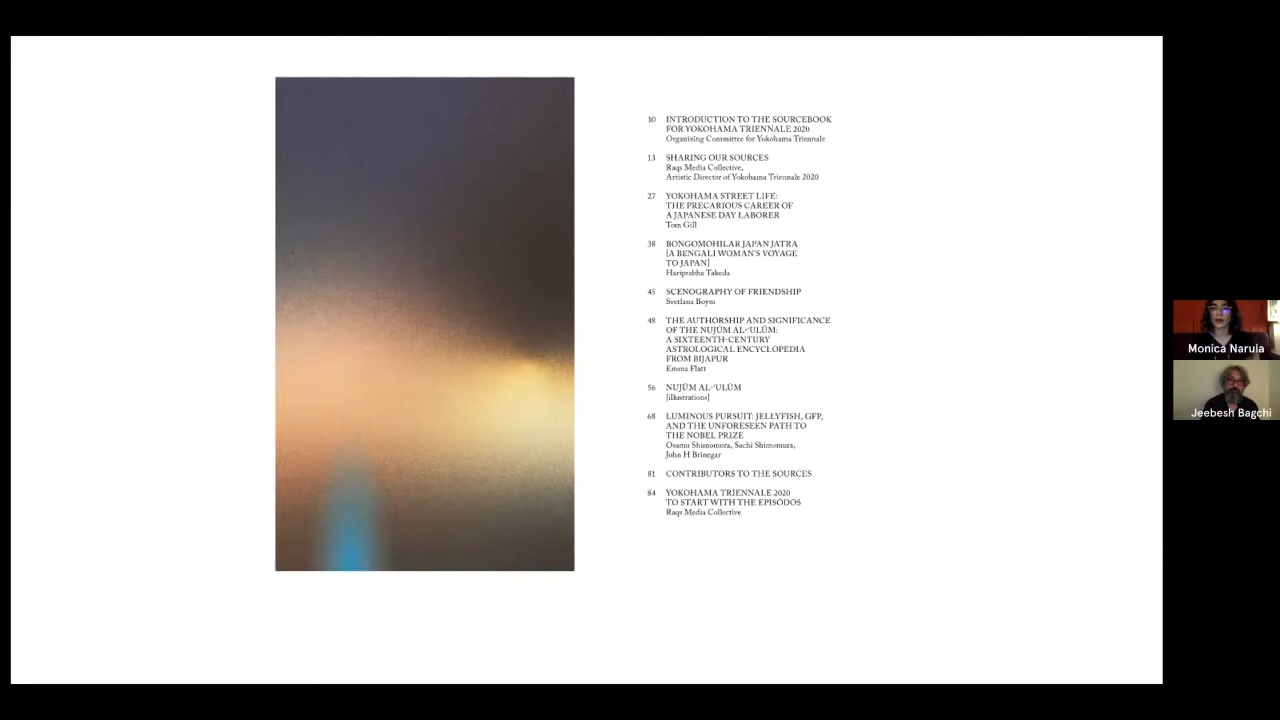 10 INTRODUCTION TO THE SOURCEBOOK
FOR YOKOHAMA TRIENNALE 2020
Organizing Committee for Yokohama Triennale
13 SHARING OUR SOURCES
Raqs Media Collective,
Artistic Director of Yokohama Triennale 2020
27 YOKOHAMA STREET LIFE:
THE PRECARIOUS CAREER OF
A JAPANESE DAY LABORER
Tom Gill
38 BONGOMOHILAR JAPAN JATRA
[A BENGALI WOMAN'S VOYAGE
TO JAPAN]
Hariprabha Takeda
45 SCENOGRAPHY OF FRIENDSHIP
Svetlana Boym
48 THE AUTHORSHIP AND SIGNIFICANCE
OF THE NUJŪM AL-ʿULŪM:
A SIXTEENTH-CENTURY
ASTROLOGICAL ENCYCLOPEDIA
FROM BIJAPUR
Emma Flatt
56 NUJŪM AL-ʿULŪM
[illustrations]
68 LUMINOUS PURSUIT: JELLYFISH, GFP,
AND THE UNFORESEEN PATH TO
THE NOBEL PRIZE
Osamu Shimomura, Sachi Shimomura,
John H Brinegar
81 CONTRIBUTORS TO THE SOURCES
84 YOKOHAMA TRIENNALE 2020
TO START WITH THE EPISŌDOS
Raqs Media Collective
Monica Narula
Jeebesh Bagchi